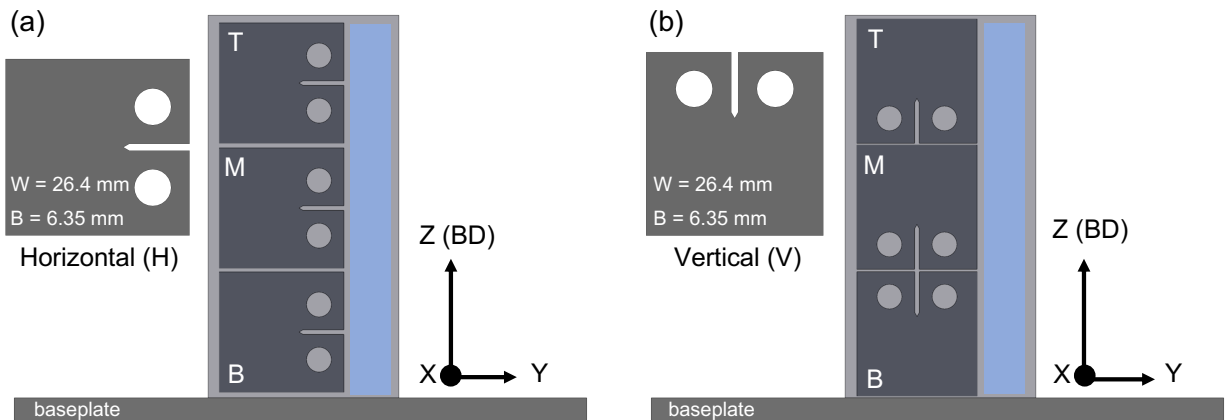 (a)
T
M
B
W = 26.4 mm
B = 6.35 mm
Horizontal (H)
Z (BD)
X
Y
baseplate
(b)
T
M
B
W = 26.4 mm
B = 6.35 mm
Vertical (V)
Z (BD)
X
Y
baseplate